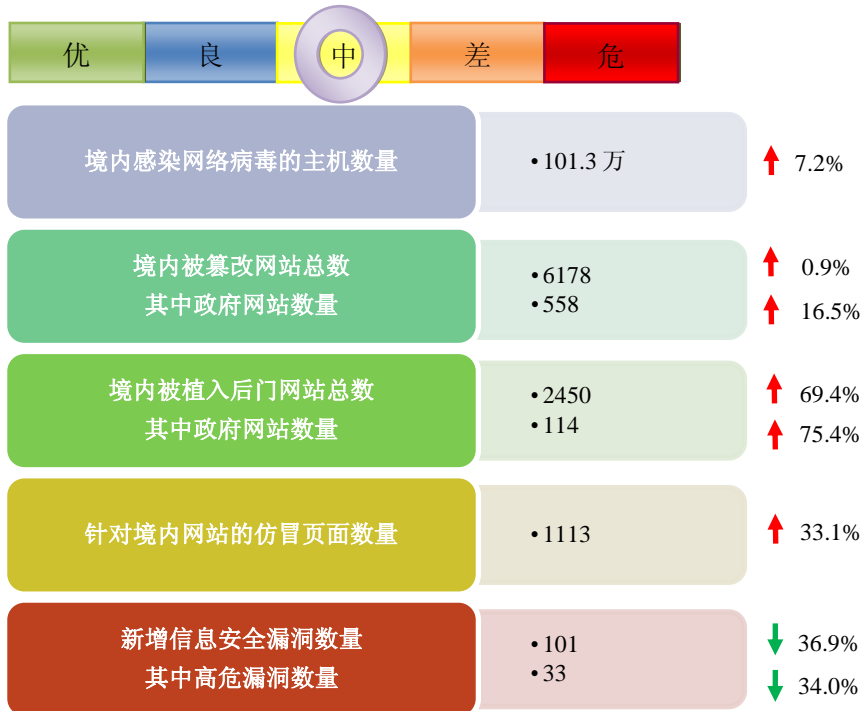 优 良 中 差 危
境内感染网络病毒的主机数量 •101.3 万 7.2%
境内被篡改网站总数 •6178 0.9%
其中政府网站数量 •558 16.5%
境内被植入后门网站总数 •2450 69.4%
其中政府网站数量 •114 75.4%
针对境内网站的仿冒页面数量 •1113 33.1%
新增信息安全漏洞数量 •101 36.9%
其中高危漏洞数量 •33 34.0%